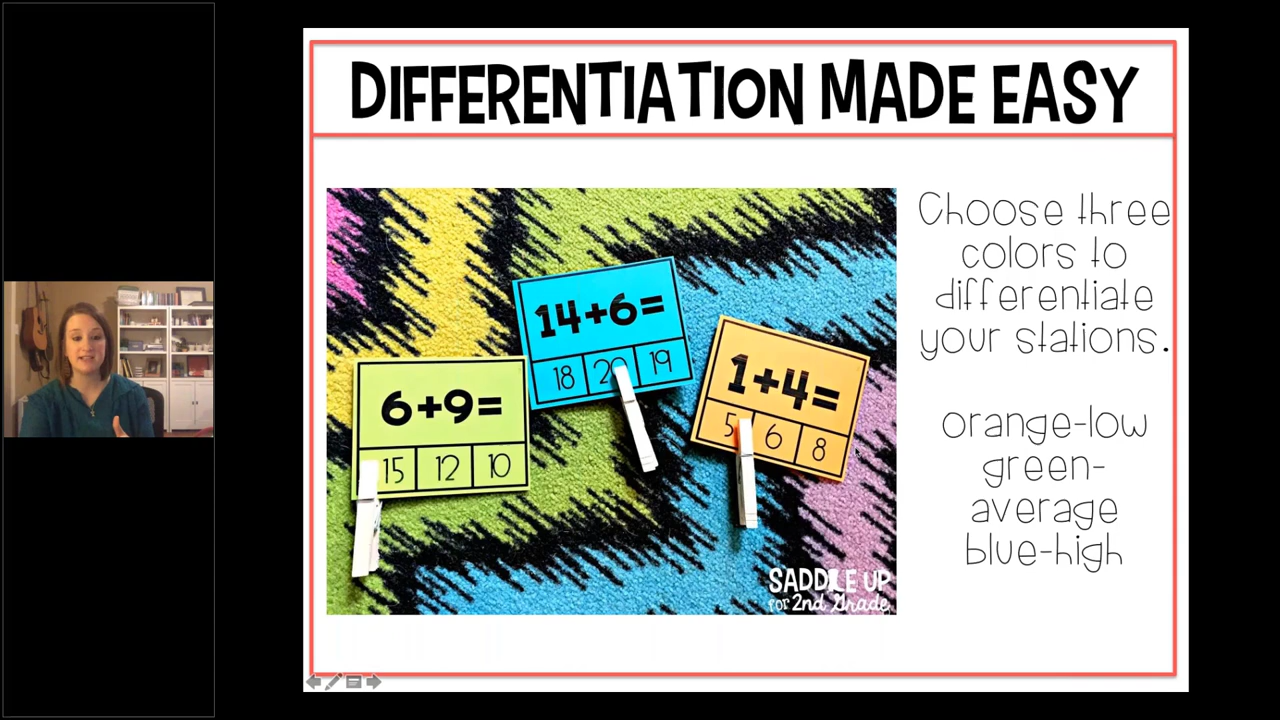 DIFFERENTIATION MADE EASY
Choose three
colors to
differentiate
your stations.
orange-low
green-
average
blue-high
14+6=
18 20 19
1+4=
5 6 8
6+9=
15 12 10
SADDLE UP
for 2nd Grade